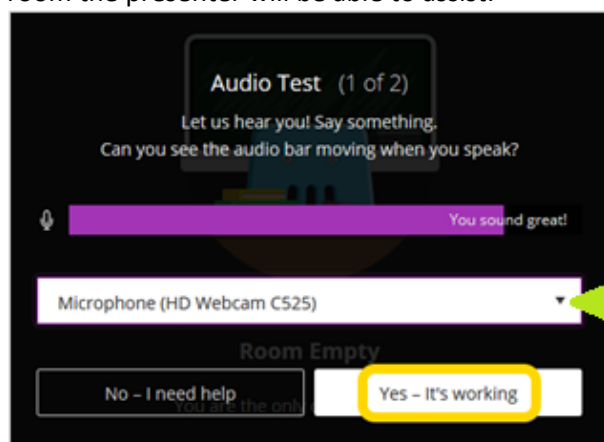 room the presenter will be able to assist.
Audio Test (1 of 2)
Let us hear you! Say something.
Can you see the audio bar moving when you speak?
You sound great!
Microphone (HD Webcam C525)
Room Empty
No – I need help
Yes – It's working
You are the only